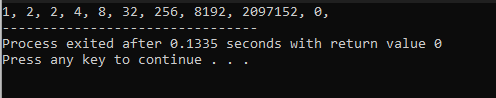 1, 2, 2, 4, 8, 32, 256, 8192, 2097152, 0,
--------------------------------
Process exited after 0.1335 seconds with return value 0
Press any key to continue . . .